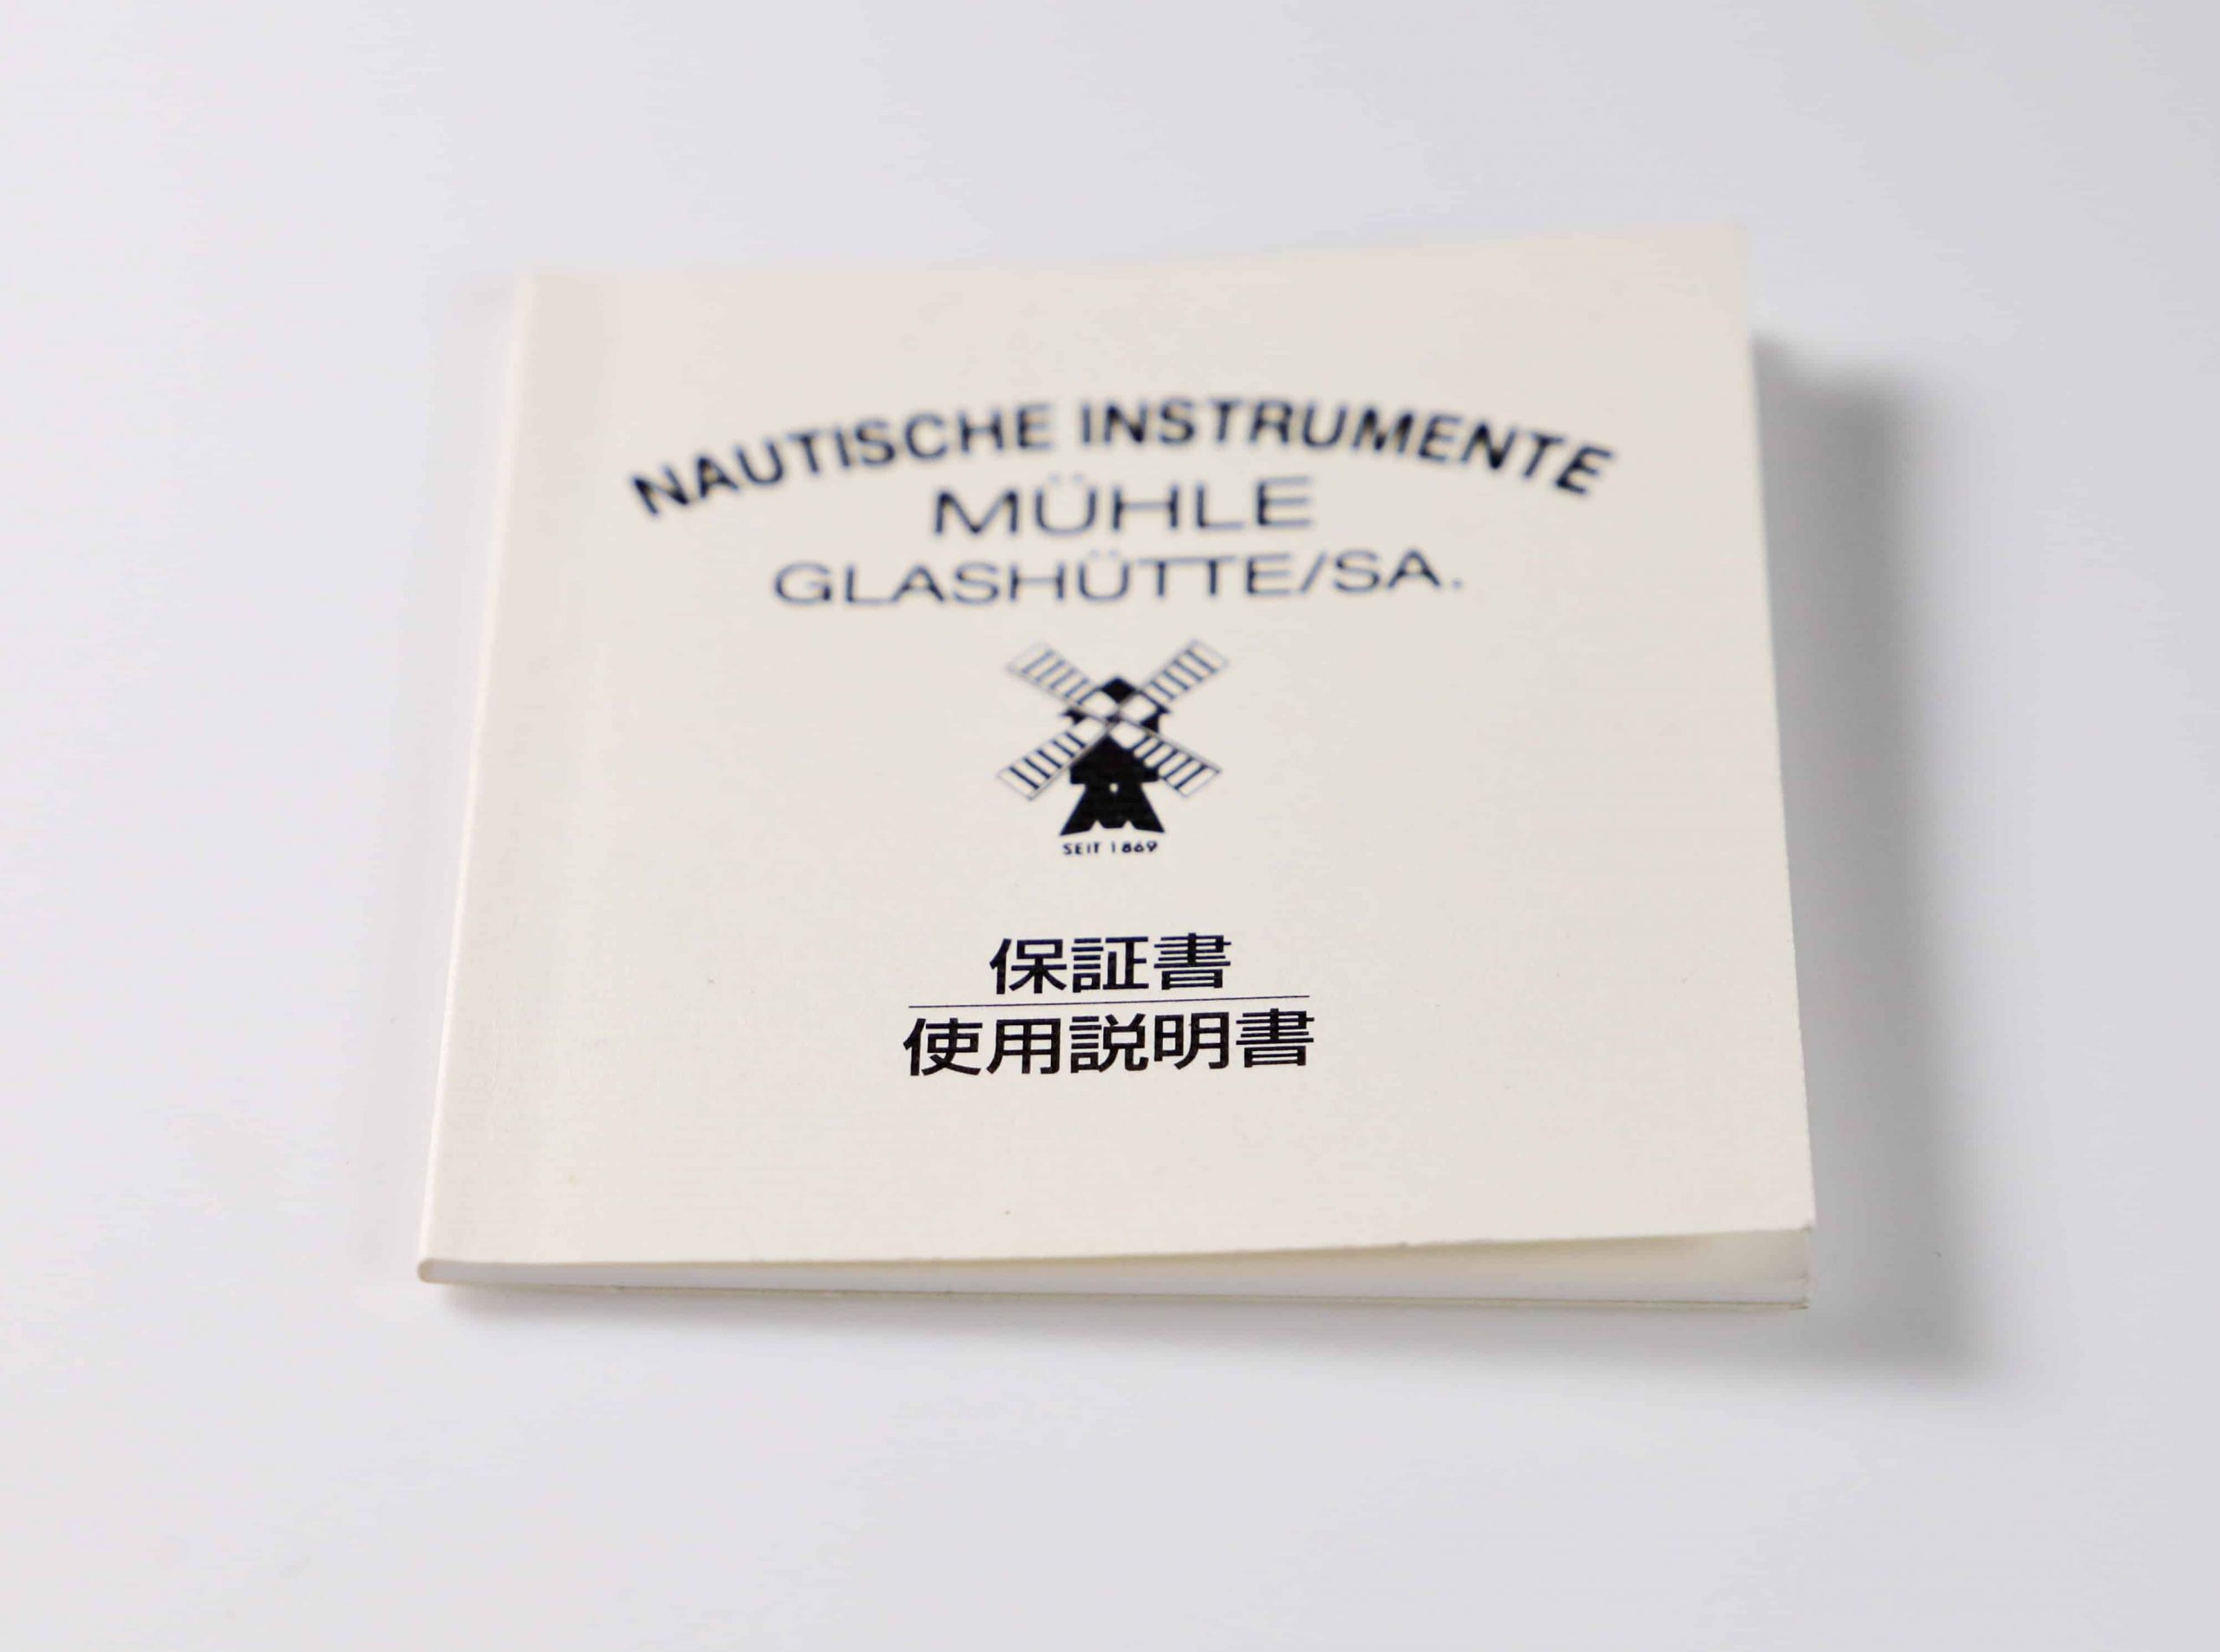 NAUTISCHE INSTRUMENTE
MÜHLE
GLASHÜTTE/SA.
SEIT 1869
保証書
使用説明書